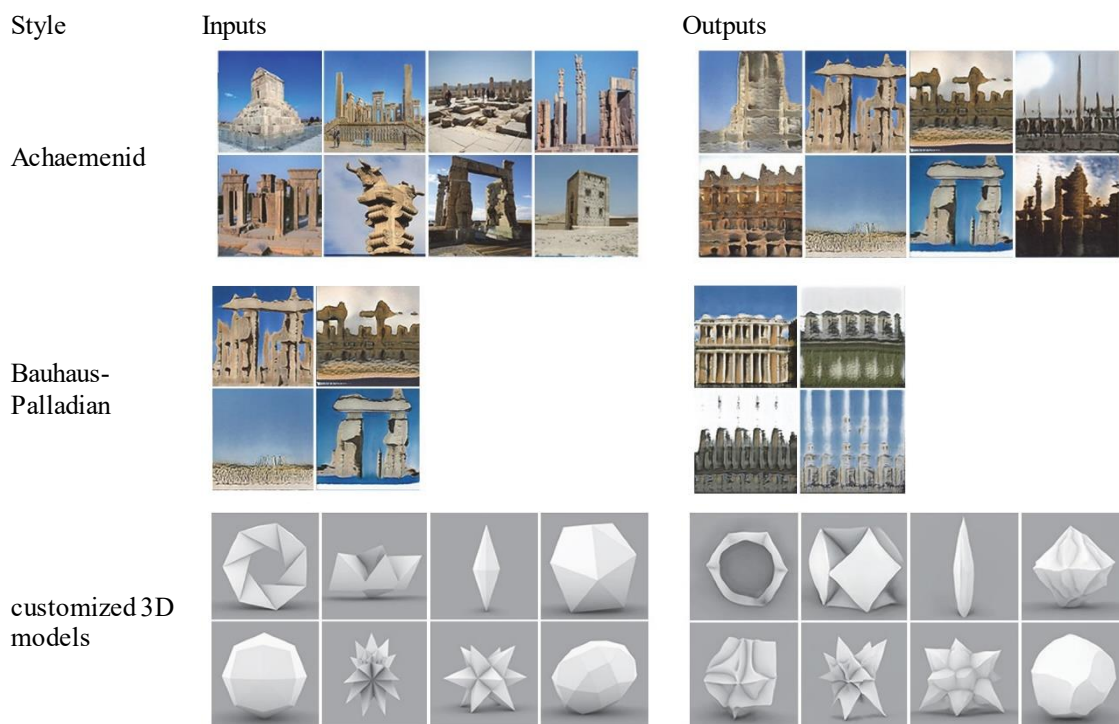 Style Inputs Outputs
Achaemenid
Bauhaus-
Palladian
customized 3D
models